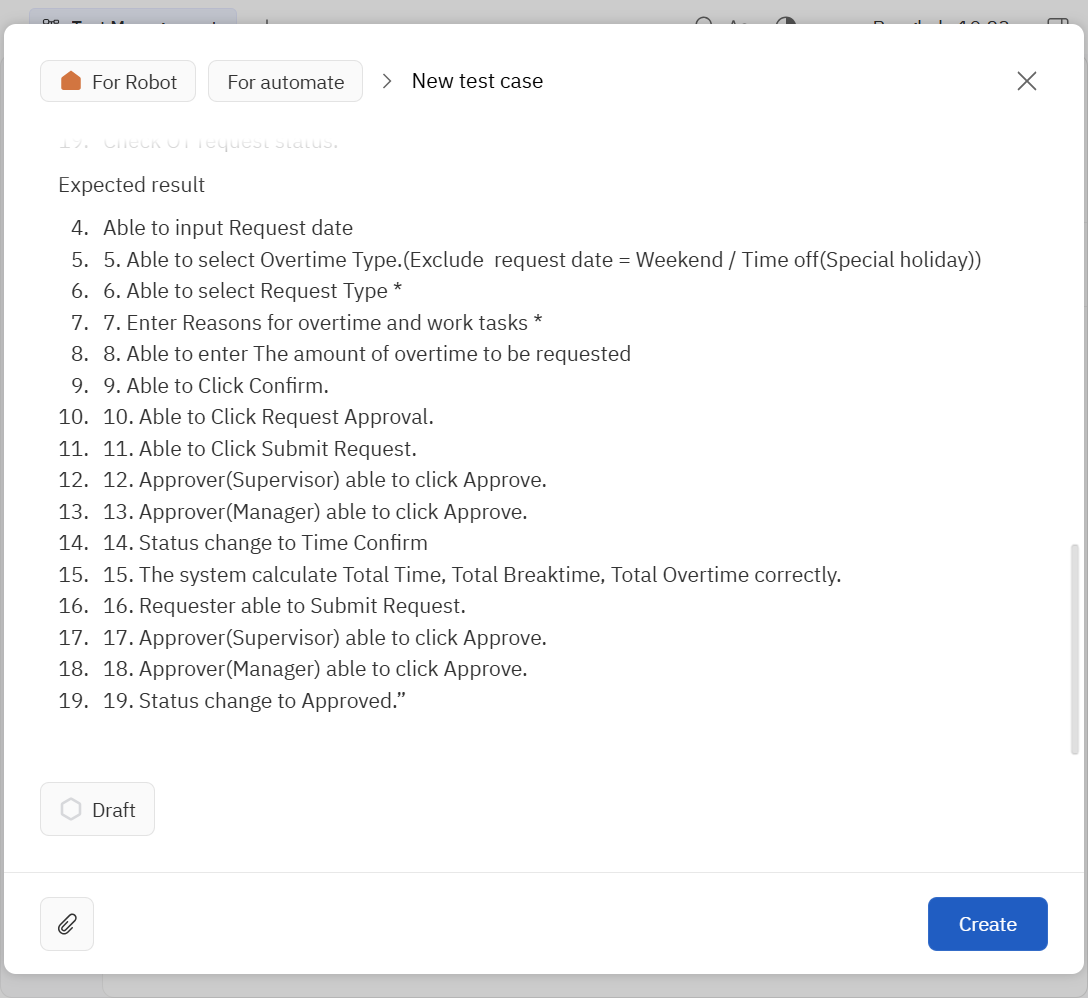 For Robot
For automate
New test case
19. Check OT request status.
Expected result
4. Able to input Request date
5. 5. Able to select Overtime Type.(Exclude  request date = Weekend / Time off(Special holiday))
6. 6. Able to select Request Type *
7. 7. Enter Reasons for overtime and work tasks *
8. 8. Able to enter The amount of overtime to be requested
9. 9. Able to Click Confirm.
10. 10. Able to Click Request Approval.
11. 11. Able to Click Submit Request.
12. 12. Approver(Supervisor) able to click Approve.
13. 13. Approver(Manager) able to click Approve.
14. 14. Status change to Time Confirm
15. 15. The system calculate Total Time, Total Breaktime, Total Overtime correctly.
16. 16. Requester able to Submit Request.
17. 17. Approver(Supervisor) able to click Approve.
18. 18. Approver(Manager) able to click Approve.
19. 19. Status change to Approved.”
Draft
Create